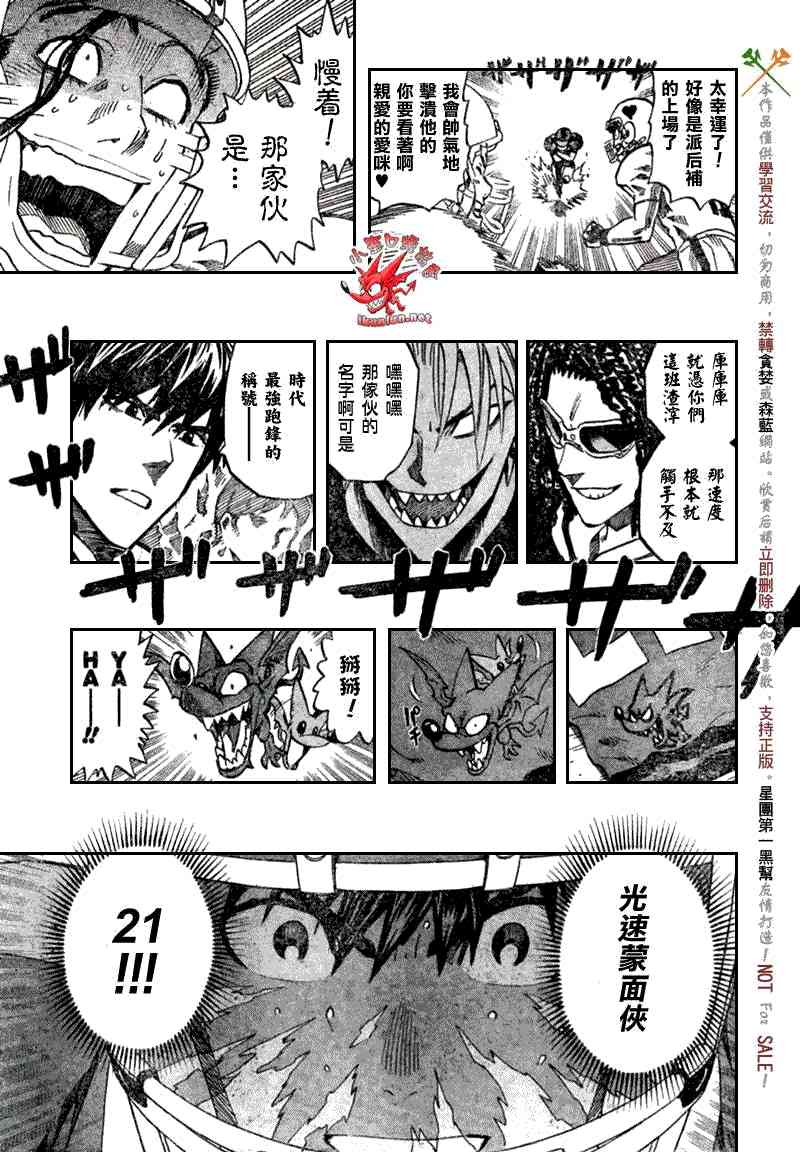 太幸運了!
好像是派后補
的上場了
我會帥氣地
擊潰他的
你要看著啊
親愛的愛咪♥
慢着!
那家伙
是…
庫庫庫
就憑你們
這班渣滓
那速度
根本就
觸手不及
嘿嘿嘿
那傢伙的
名字啊可是
時代
最強跑鋒的
稱號——
掰掰!
YA——
HA——!!
光速蒙面俠
21!!!
ikunfan.net
本作品僅供學習交流 切勿商用,禁轉貪婪或森藍網站。欣賞后請立即删除,如您喜歡,支持正版。星團第一黑幫友情打造—NOT For SALE—